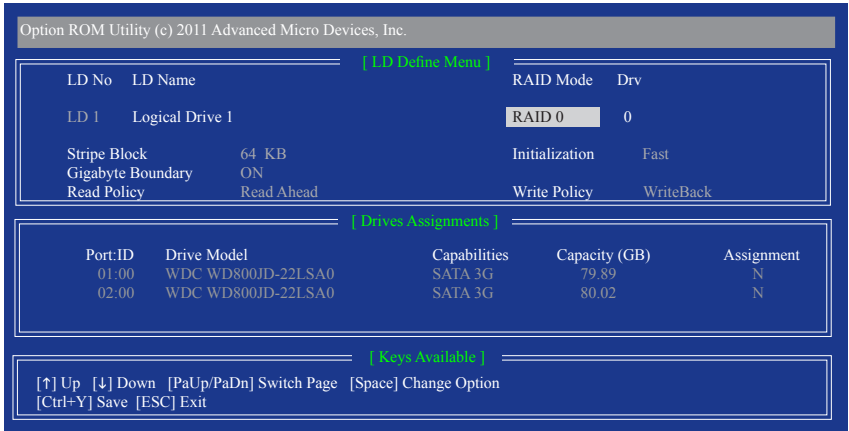 Option ROM Utility (c) 2011 Advanced Micro Devices, Inc.
[ LD Define Menu ]
LD No LD Name RAID Mode Drv
LD 1 Logical Drive 1 RAID 0 0
Stripe Block 64 KB Initialization Fast
Gigabyte Boundary ON
Read Policy Read Ahead Write Policy WriteBack
[ Drives Assignments ]
Port:ID Drive Model Capabilities Capacity (GB) Assignment
01:00 WDC WD800JD-22LSA0 SATA 3G 79.89 N
02:00 WDC WD800JD-22LSA0 SATA 3G 80.02 N
[ Keys Available ]
[↑] Up [↓] Down [PaUp/PaDn] Switch Page [Space] Change Option
[Ctrl+Y] Save [ESC] Exit